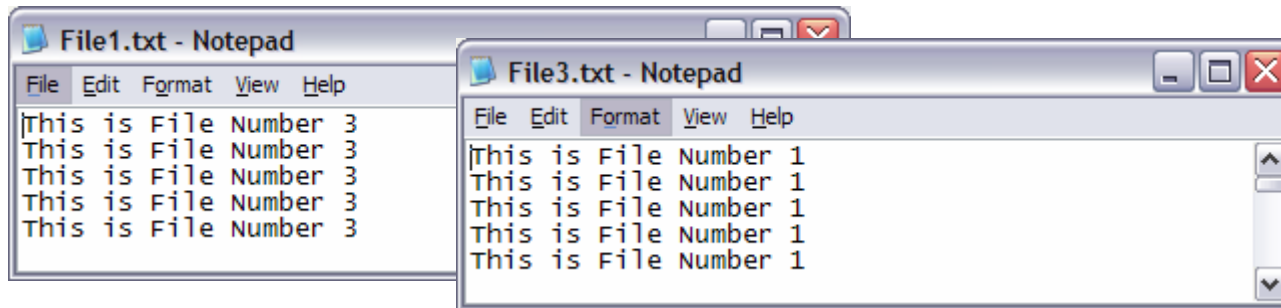 File1.txt - Notepad
File Edit Format View Help
This is File Number 3
This is File Number 3
This is File Number 3
This is File Number 3
This is File Number 3
File3.txt - Notepad
File Edit Format View Help
This is File Number 1
This is File Number 1
This is File Number 1
This is File Number 1
This is File Number 1